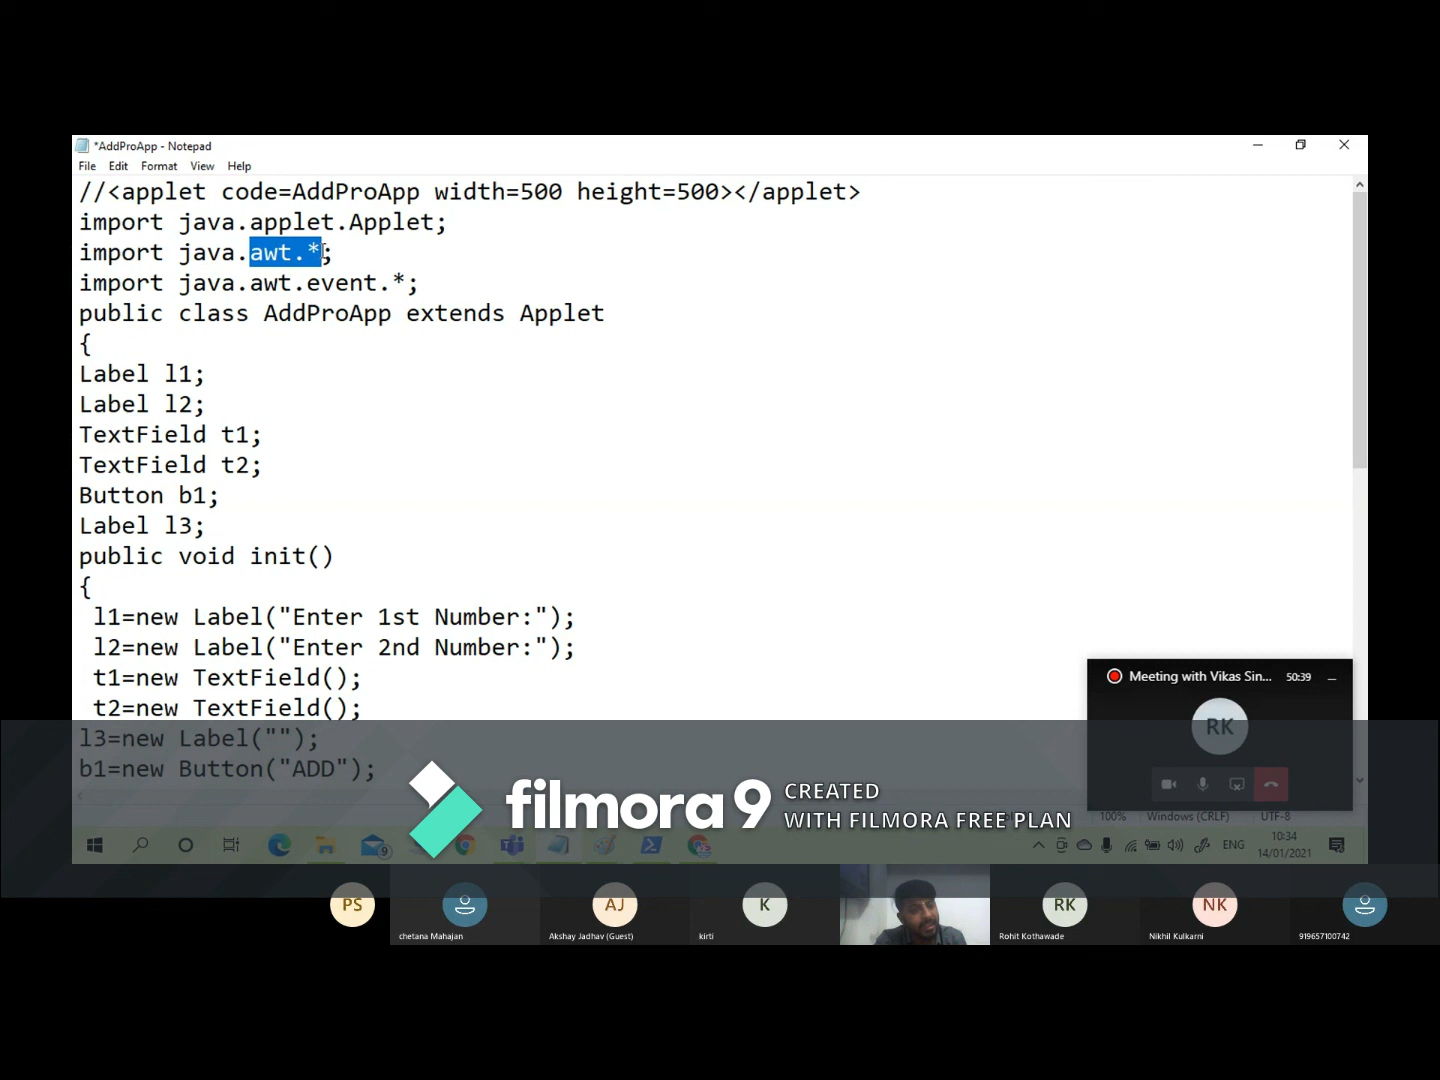 *AddProApp - Notepad
File Edit Format View Help
//<applet code=AddProApp width=500 height=500></applet>
import java.applet.Applet;
import java.awt.*;
import java.awt.event.*;
public class AddProApp extends Applet
{
Label l1;
Label l2;
TextField t1;
TextField t2;
Button b1;
Label l3;
public void init()
{
l1=new Label("Enter 1st Number:");
l2=new Label("Enter 2nd Number:");
t1=new TextField();
t2=new TextField();
l3=new Label("");
b1=new Button("ADD");
Meeting with Vikas Sin... 50:39
RK
filmora9 CREATED
WITH FILMORA FREE PLAN
100% Windows (CRLF) UTF-8
9
ENG
10:34
14/01/2021
PS AJ K RK NK
chetana Mahajan Akshay Jadhav (Guest) kirti Rohit Kothawade Nikhil Kulkarni 919657100742